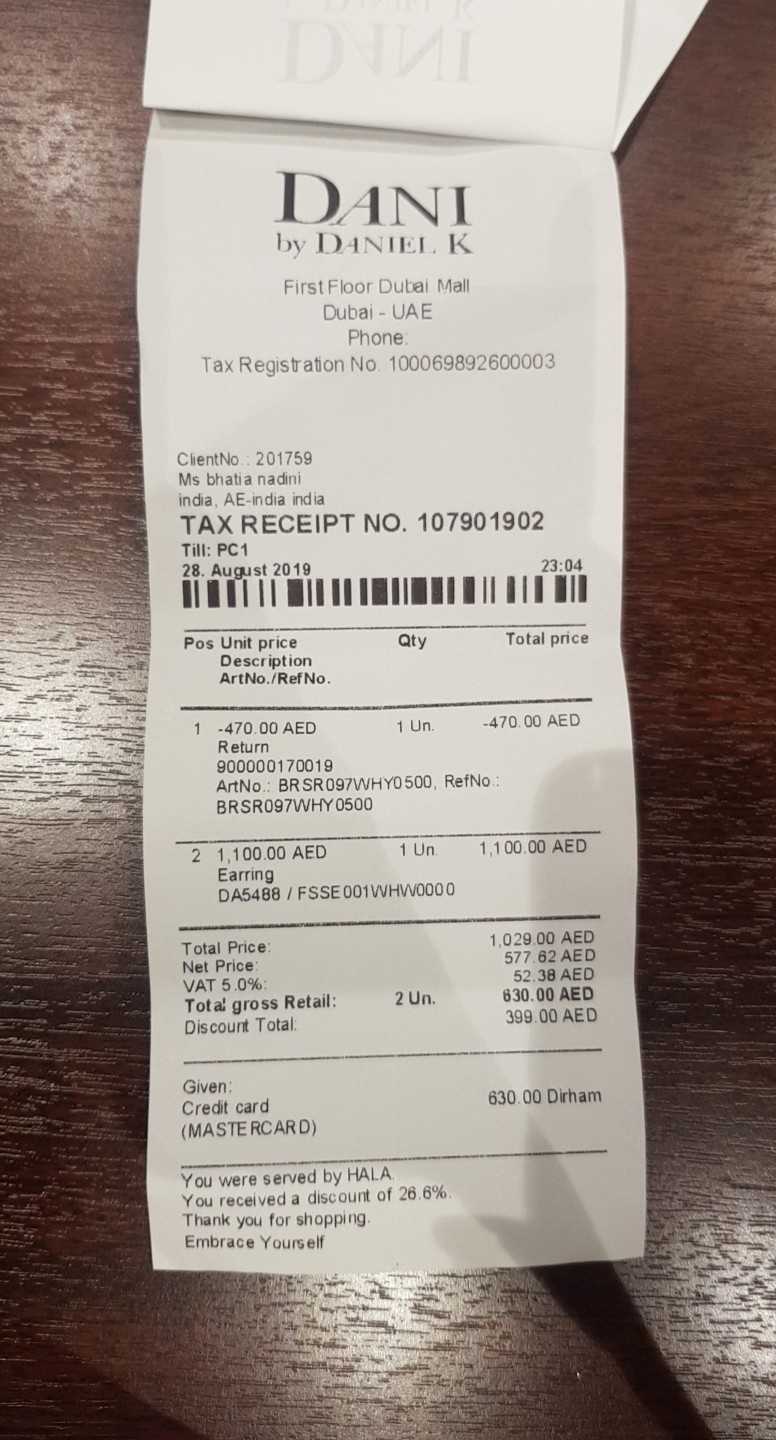 DANI
by DANIEL K
First Floor Dubai Mall
Dubai - UAE
Phone:
Tax Registration No. 100069892600003
ClientNo.: 201759
Ms bhatia nadini
india, AE-india india
TAX RECEIPT NO. 107901902
Till: PC1
28. August 2019 23:04
Pos Unit price Qty Total price
Description
ArtNo./RefNo.
1 -470.00 AED 1 Un. -470.00 AED
Return
900000170019
ArtNo.: BRSR097WHY0500, RefNo.:
BRSR097WHY0500
2 1,100.00 AED 1 Un. 1,100.00 AED
Earring
DA5488 / FSSE001WHW0000
Total Price: 1,029.00 AED
Net Price: 577.62 AED
VAT 5.0%: 52.38 AED
Total gross Retail: 2 Un. 630.00 AED
Discount Total: 399.00 AED
Given:
Credit card 630.00 Dirham
(MASTERCARD)
You were served by HALA.
You received a discount of 26.6%.
Thank you for shopping.
Embrace Yourself